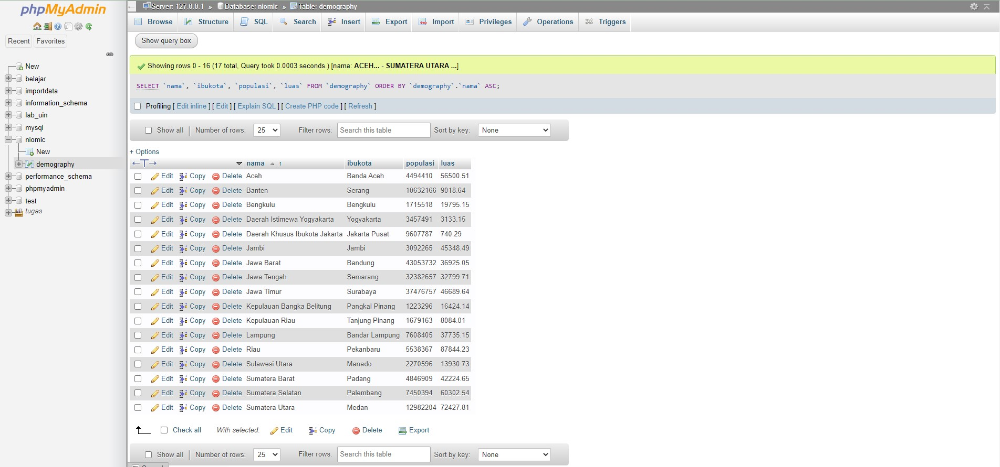 phpMyAdmin
Recent Favorites
New
belajar
importdata
information_schema
lab_uin
mysql
niomic
New
demography
performance_schema
phpmyadmin
test
tugas
Server: 127.0.0.1 » Database: niomic » Table: demography
Browse Structure SQL Search Insert Export Import Privileges Operations Triggers
Show query box
Showing rows 0 - 16 (17 total, Query took 0.0003 seconds.) [nama: ACEH... - SUMATERA UTARA ...]
SELECT `nama`, `ibukota`, `populasi`, `luas` FROM `demography` ORDER BY `demography`.`nama` ASC;
Profiling [ Edit inline ] [ Edit ] [ Explain SQL ] [ Create PHP code ] [ Refresh ]
Show all | Number of rows: 25 Filter rows: Search this table Sort by key: None
+ Options
←T→ nama 1 ibukota populasi luas
Edit Copy Delete Aceh Banda Aceh 4494410 56500.51
Edit Copy Delete Banten Serang 10632166 9018.64
Edit Copy Delete Bengkulu Bengkulu 1715518 19795.15
Edit Copy Delete Daerah Istimewa Yogyakarta Yogyakarta 3457491 3133.15
Edit Copy Delete Daerah Khusus Ibukota Jakarta Jakarta Pusat 9607787 740.29
Edit Copy Delete Jambi Jambi 3092265 45348.49
Edit Copy Delete Jawa Barat Bandung 43053732 36925.05
Edit Copy Delete Jawa Tengah Semarang 32382657 32799.71
Edit Copy Delete Jawa Timur Surabaya 37476757 46689.64
Edit Copy Delete Kepulauan Bangka Belitung Pangkal Pinang 1223296 16424.14
Edit Copy Delete Kepulauan Riau Tanjung Pinang 1679163 8084.01
Edit Copy Delete Lampung Bandar Lampung 7608405 37735.15
Edit Copy Delete Riau Pekanbaru 5538367 87844.23
Edit Copy Delete Sulawesi Utara Manado 2270596 13930.73
Edit Copy Delete Sumatera Barat Padang 4846909 42224.65
Edit Copy Delete Sumatera Selatan Palembang 7450394 60302.54
Edit Copy Delete Sumatera Utara Medan 12982204 72427.81
Check all With selected: Edit Copy Delete Export
Show all | Number of rows: 25 Filter rows: Search this table Sort by key: None